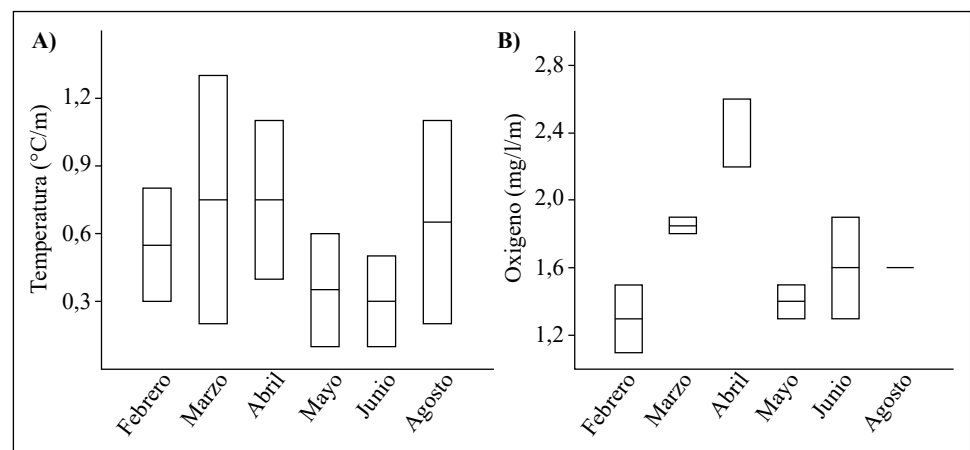 A)
Temperatura (°C/m)
1,2
0,9
0,6
0,3
Febrero
Marzo
Abril
Mayo
Junio
Agosto
B)
Oxigeno (mg/l/m)
2,8
2,4
2,0
1,6
1,2
Febrero
Marzo
Abril
Mayo
Junio
Agosto